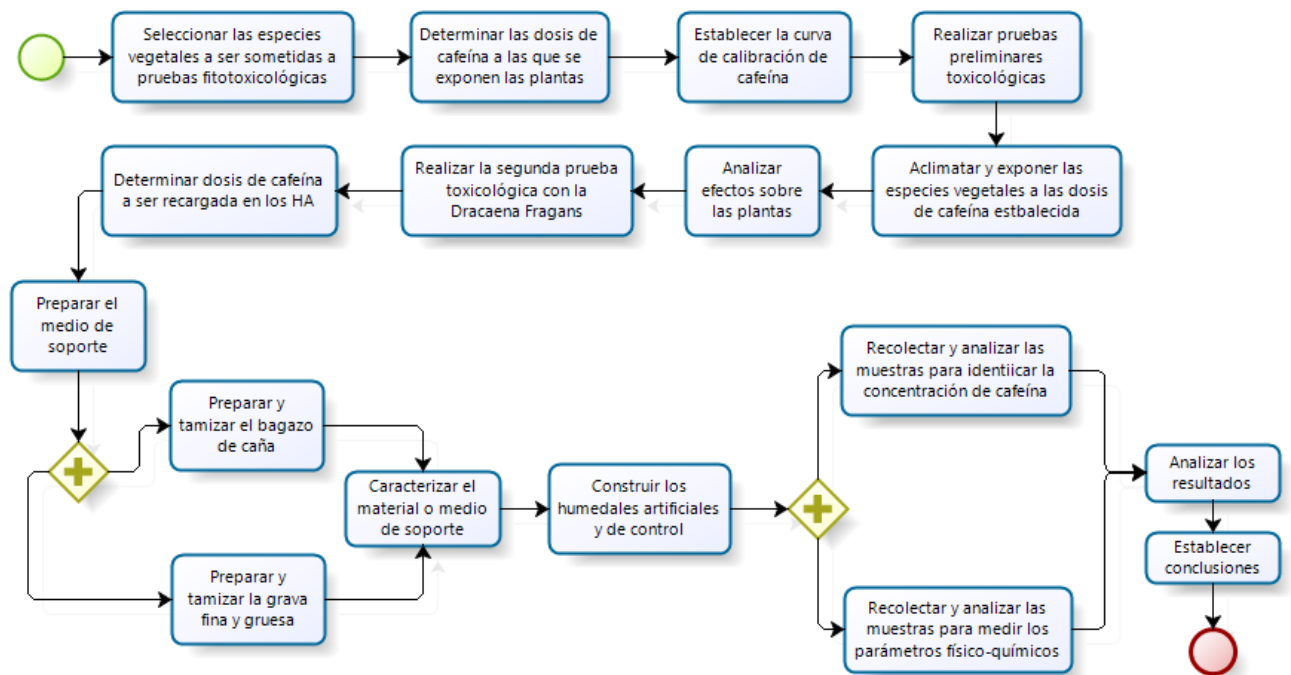 Seleccionar las especies
vegetales a ser sometidas a
pruebas fitotoxicológicas
Determinar las dosis de
cafeína a las que se
exponen las plantas
Establecer la curva
de calibración de
cafeína
Realizar pruebas
preliminares
toxicológicas
Aclimatar y exponer las
especies vegetales a las dosis
de cafeína estbalecida
Analizar
efectos sobre
las plantas
Realizar la segunda prueba
toxicológica con la
Dracaena Fragans
Determinar dosis de cafeína
a ser recargada en los HA
Preparar el
medio de
soporte
Preparar y
tamizar el bagazo
de caña
Preparar y
tamizar la grava
fina y gruesa
Caracterizar el
material o medio
de soporte
Construir los
humedales artificiales
y de control
Recolectar y analizar las
muestras para identiicar la
concentración de cafeína
Recolectar y analizar las
muestras para medir los
parámetros físico-químicos
Analizar los
resultados
Establecer
conclusiones